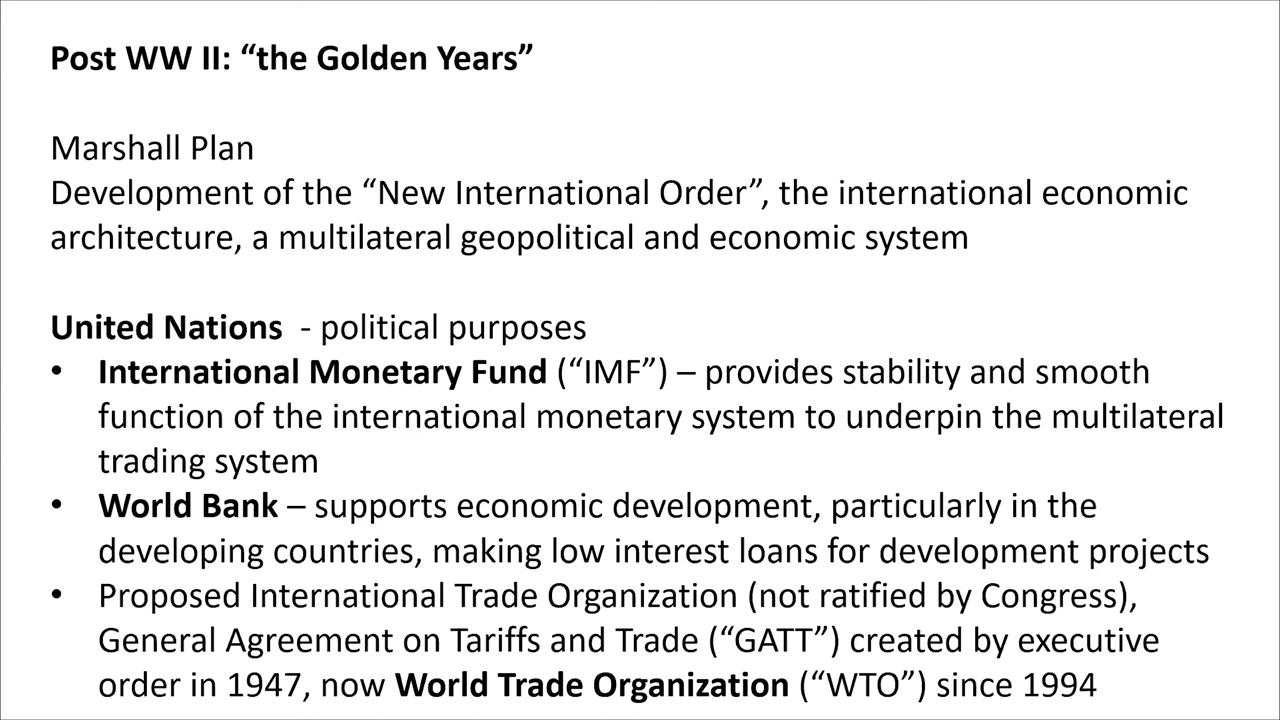 Post WW II: “the Golden Years”
Marshall Plan
Development of the “New International Order”, the international economic
architecture, a multilateral geopolitical and economic system
United Nations  - political purposes
• International Monetary Fund (“IMF”) – provides stability and smooth
function of the international monetary system to underpin the multilateral
trading system
• World Bank – supports economic development, particularly in the
developing countries, making low interest loans for development projects
• Proposed International Trade Organization (not ratified by Congress),
General Agreement on Tariffs and Trade (“GATT”) created by executive
order in 1947, now World Trade Organization (“WTO”) since 1994